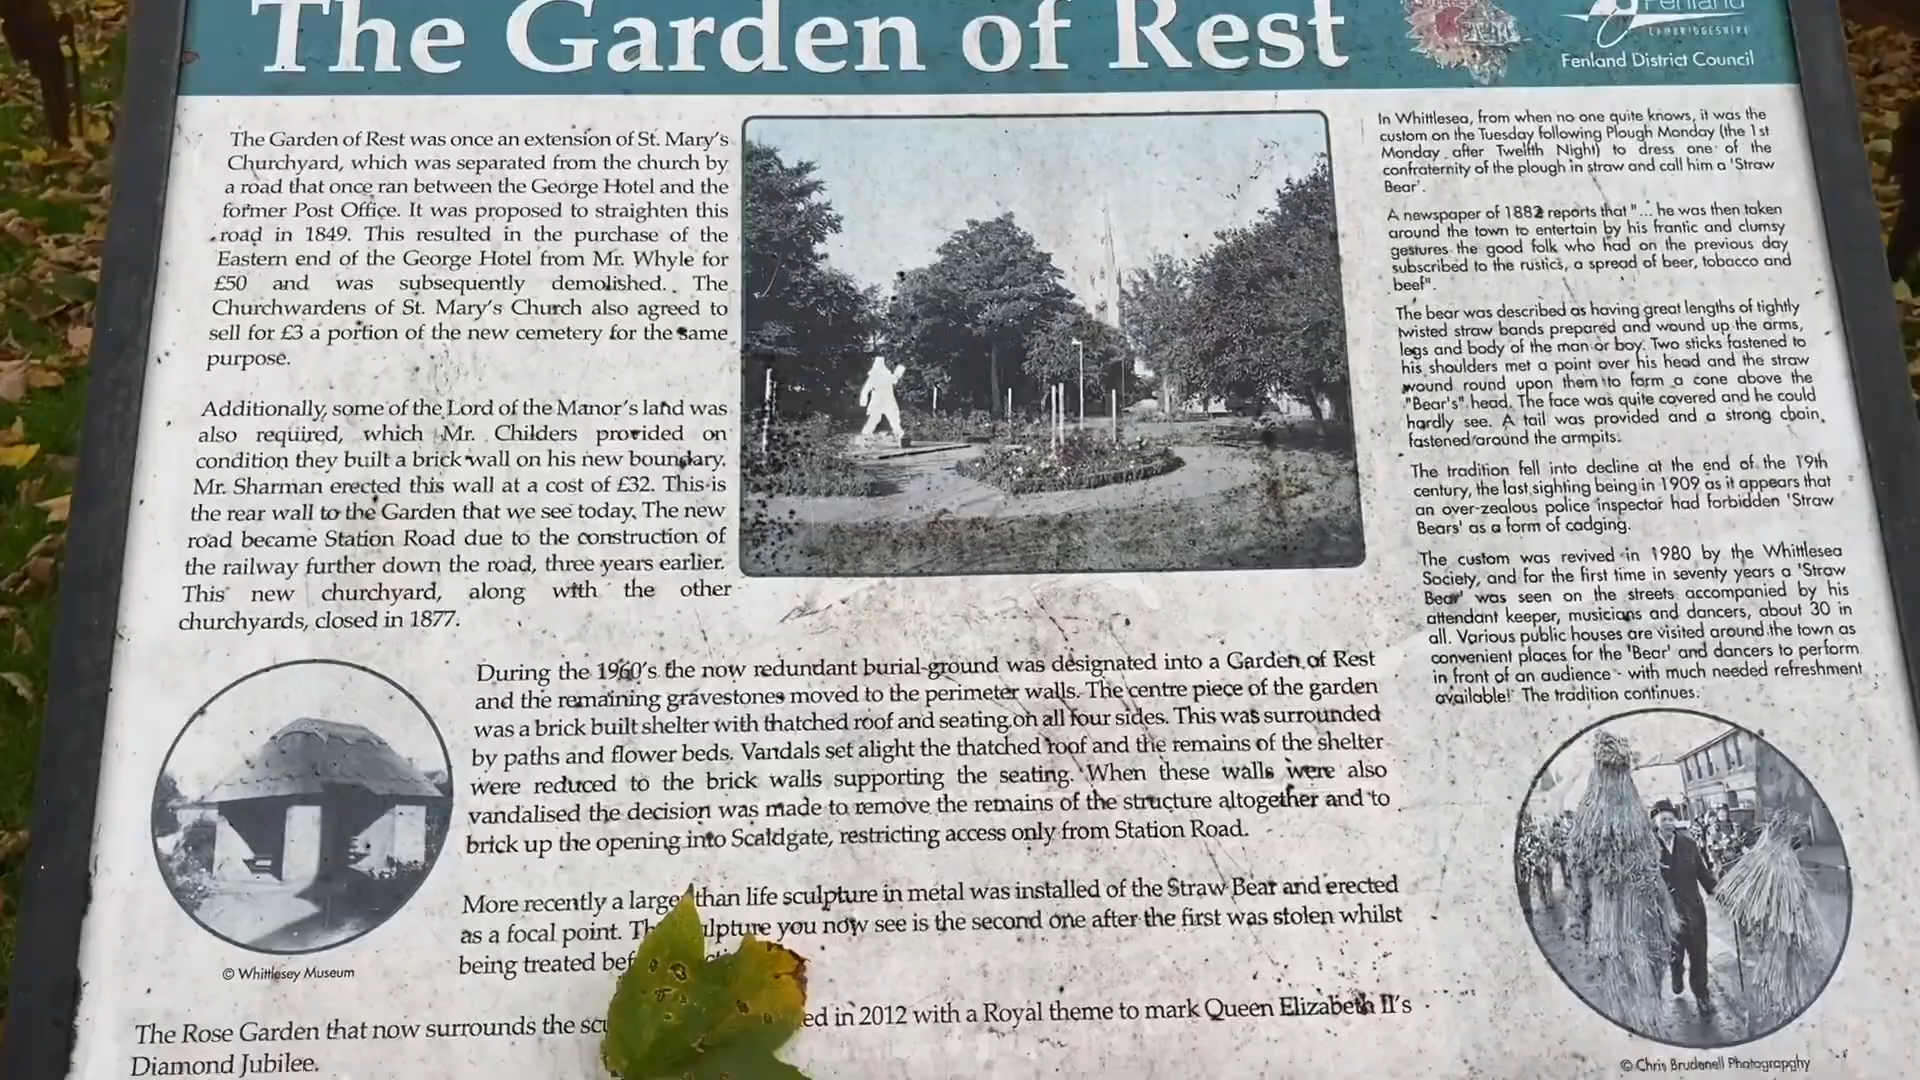 The Garden of Rest
Fenland
CAMBRIDGESHIRE
Fenland District Council
The Garden of Rest was once an extension of St. Mary's
Churchyard, which was separated from the church by
a road that once ran between the George Hotel and the
former Post Office. It was proposed to straighten this
road in 1849. This resulted in the purchase of the
Eastern end of the George Hotel from Mr. Whyle for
£50 and was subsequently demolished. The
Churchwardens of St. Mary's Church also agreed to
sell for £3 a portion of the new cemetery for the same
purpose.
Additionally, some of the Lord of the Manor's land was
also required, which Mr. Childers provided on
condition they built a brick wall on his new boundary.
Mr. Sharman erected this wall at a cost of £32. This is
the rear wall to the Garden that we see today. The new
road became Station Road due to the construction of
the railway further down the road, three years earlier.
This new churchyard, along with the other
churchyards, closed in 1877.
During the 1960's the now redundant burial-ground was designated into a Garden of Rest
and the remaining gravestones moved to the perimeter walls. The centre piece of the garden
was a brick built shelter with thatched roof and seating on all four sides. This was surrounded
by paths and flower beds. Vandals set alight the thatched roof and the remains of the shelter
were reduced to the brick walls supporting the seating. When these walls were also
vandalised the decision was made to remove the remains of the structure altogether and to
brick up the opening into Scaldgate, restricting access only from Station Road.
More recently a larger than life sculpture in metal was installed of the Straw Bear and erected
as a focal point. you now see is the second one after the first was stolen whilst
being treated
The Rose Garden that now surrounds the in 2012 with a Royal theme to mark Queen Elizabeth II's
Diamond Jubilee.
© Whittlesey Museum
In Whittlesea, from when no one quite knows, it was the
custom on the Tuesday following Plough Monday (the 1st
Monday after Twelfth Night) to dress one of the
confraternity of the plough in straw and call him a 'Straw
Bear'.
A newspaper of 1882 reports that "... he was then taken
around the town to entertain by his frantic and clumsy
gestures the good folk who had on the previous day
subscribed to the rustics, a spread of beer, tobacco and
beef".
The bear was described as having great lengths of tightly
twisted straw bands prepared and wound up the arms,
legs and body of the man or boy. Two sticks fastened to
his shoulders met a point over his head and the straw
wound round upon them to form a cone above the
"Bear's" head. The face was quite covered and he could
hardly see. A tail was provided and a strong chain
fastened around the armpits.
The tradition fell into decline at the end of the 19th
century, the last sighting being in 1909 as it appears that
an over-zealous police inspector had forbidden 'Straw
Bears' as a form of cadging.
The custom was revived in 1980 by the Whittlesea
Society, and for the first time in seventy years a 'Straw
Bear' was seen on the streets accompanied by his
attendant keeper, musicians and dancers, about 30 in
all. Various public houses are visited around the town as
convenient places for the 'Bear' and dancers to perform
in front of an audience - with much needed refreshment
available! The tradition continues.
© Chris Brudenell Photograpghy